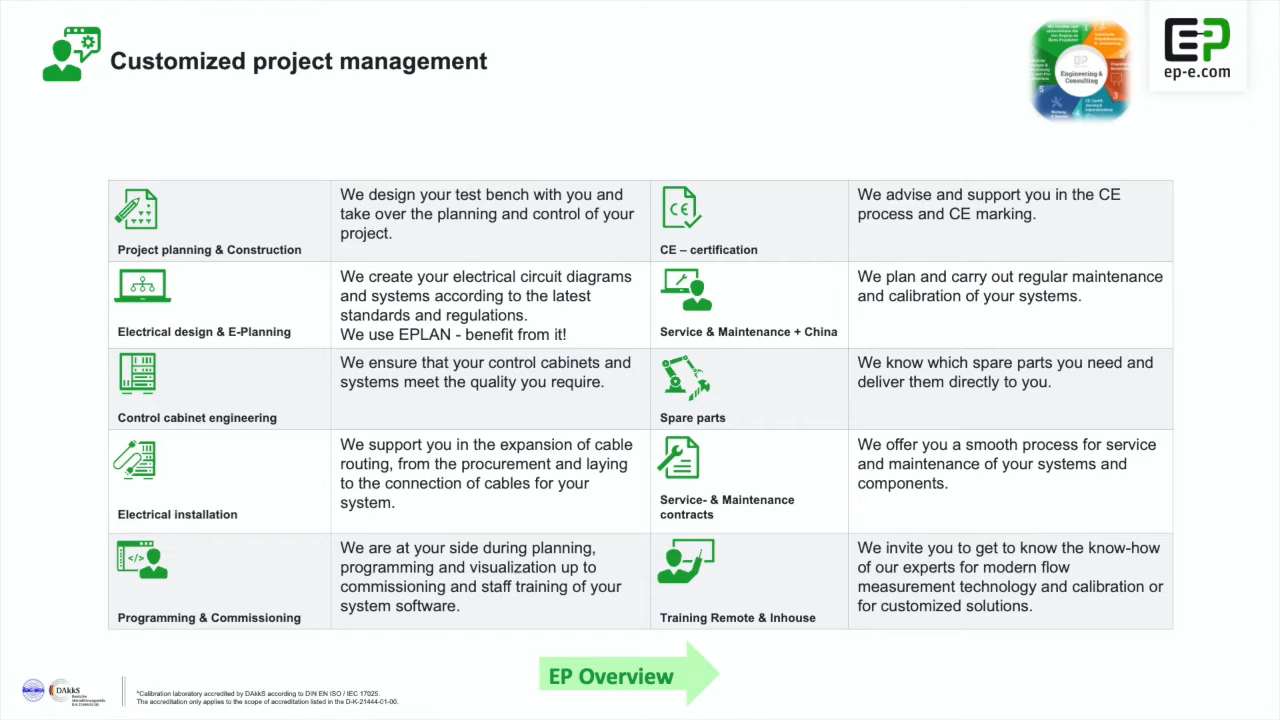 Customized project management
EP
Engineering &
Consulting
EP
ep-e.com
Project planning & Construction
We design your test bench with you and
take over the planning and control of your
project.
CE
CE – certification
We advise and support you in the CE
process and CE marking.
Electrical design & E-Planning
We create your electrical circuit diagrams
and systems according to the latest
standards and regulations.
We use EPLAN - benefit from it!
Service & Maintenance + China
We plan and carry out regular maintenance
and calibration of your systems.
Control cabinet engineering
We ensure that your control cabinets and
systems meet the quality you require.
Spare parts
We know which spare parts you need and
deliver them directly to you.
Electrical installation
We support you in the expansion of cable
routing, from the procurement and laying
to the connection of cables for your
system.
Service- & Maintenance
contracts
We offer you a smooth process for service
and maintenance of your systems and
components.
</>
Programming & Commissioning
We are at your side during planning,
programming and visualization up to
commissioning and staff training of your
system software.
Training Remote & Inhouse
We invite you to get to know the know-how
of our experts for modern flow
measurement technology and calibration or
for customized solutions.
EP Overview
DAkkS
Deutsche
Akkreditierungsstelle
D-K-21444-01-00
*Calibration laboratory accredited by DAkkS according to DIN EN ISO / IEC 17025.
The accreditation only applies to the scope of accreditation listed in the D-K-21444-01-00.